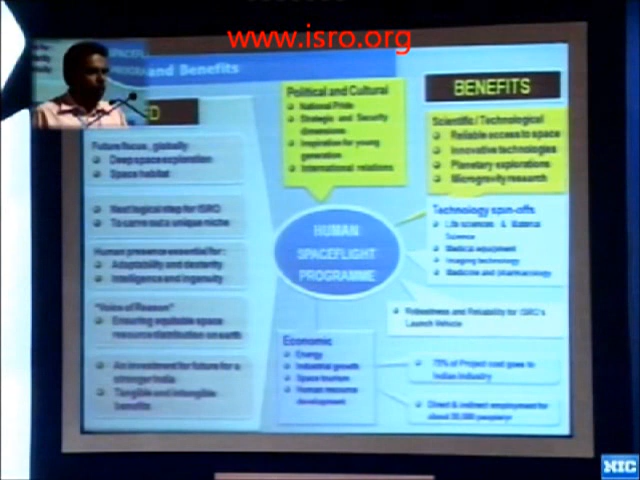 www.isro.org
SPACEFL
PROGR
and Benefits
ED
Future focus, globally:
Deep space exploration
Space habitat
Next logical step for ISRO
To carve out a unique niche
Human presence essential for:
Adaptability and dexterity
Intelligence and ingenuity
"Voice of Reason"
Ensuring equitable space
resource distribution on earth
An investment for future for a
stronger India
Tangible and intangible
benefits
Political and Cultural
National Pride
Strategic and Security
dimensions
Inspiration for young
generation
International relations
HUMAN
SPACEFLIGHT
PROGRAMME
Economic
Energy
Industrial growth
Space tourism
Human resource
development
BENEFITS
Scientific / Technological
Reliable access to space
Innovative technologies
Planetary explorations
Microgravity research
Technology spin-offs
Life sciences & Material
Science
Medical equipment
Imaging technology
Medicine and pharmacology
Robustness and Reliability for ISRO's
Launch Vehicle
75% of Project cost goes to
Indian Industry
Direct & indirect employment for
about
NIC